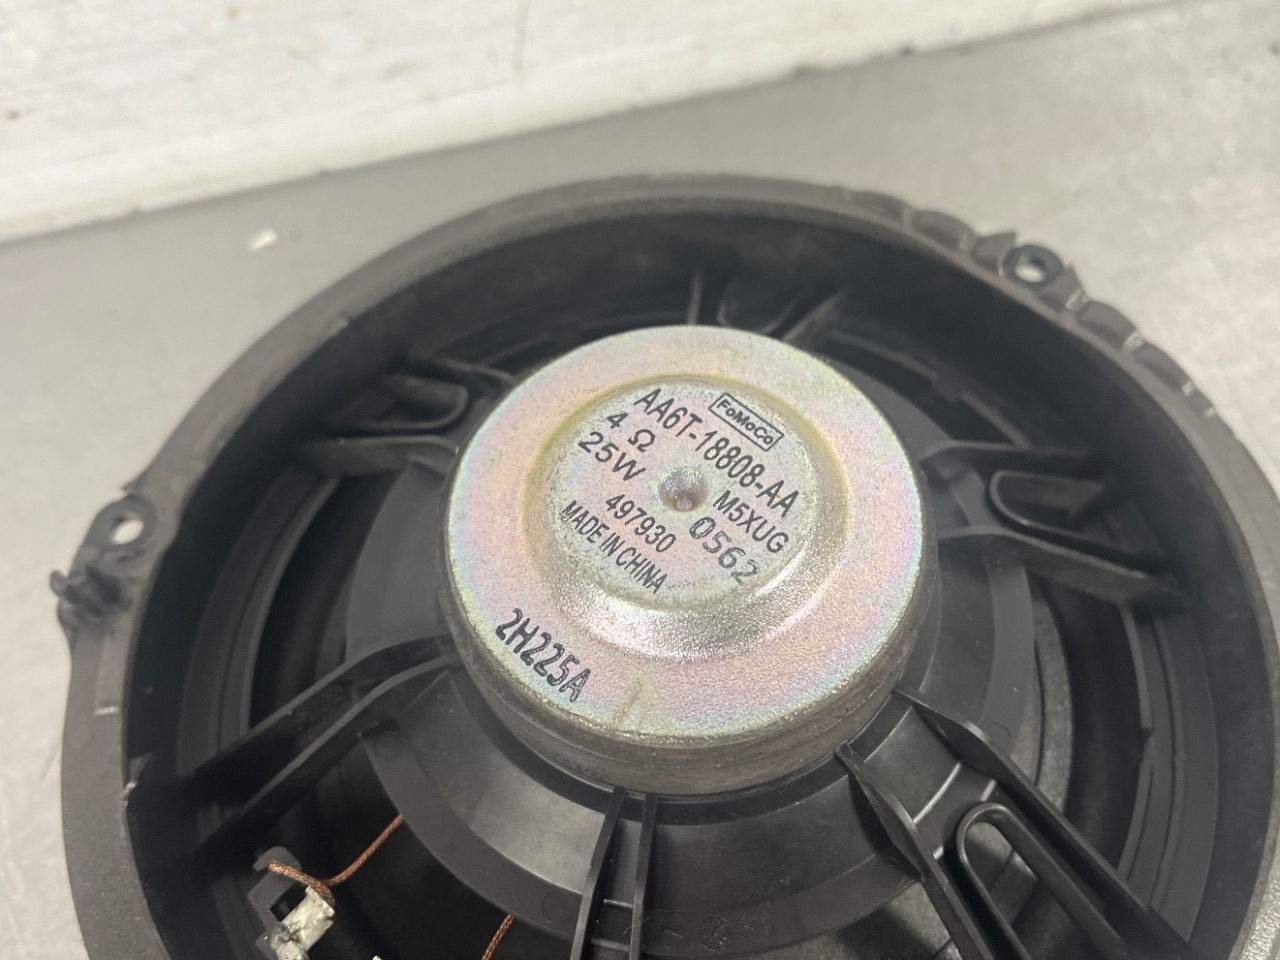 FoMoCo
AA6T-18808-AA
4 Ω M5XUG
25W 0562
497930
MADE IN CHINA
2H225A